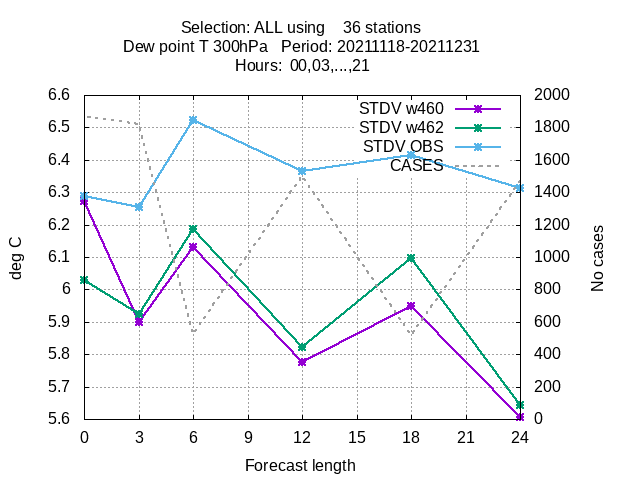 Selection: ALL using    36 stations
Dew point T 300hPa   Period: 20211118-20211231
Hours: 00,03,...,21
STDV w460
STDV w462
STDV OBS
CASES
6.6
6.5
6.4
6.3
6.2
6.1
6
5.9
5.8
5.7
5.6
deg C
2000
1800
1600
1400
1200
1000
800
600
400
200
0
No cases
0 3 6 9 12 15 18 21 24
Forecast length